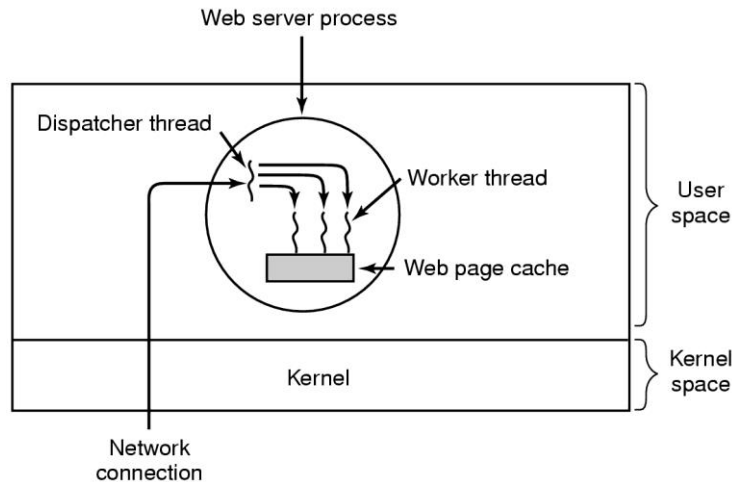 Web server process
Dispatcher thread
Worker thread
User
space
Web page cache
Kernel
Kernel
space
Network
connection